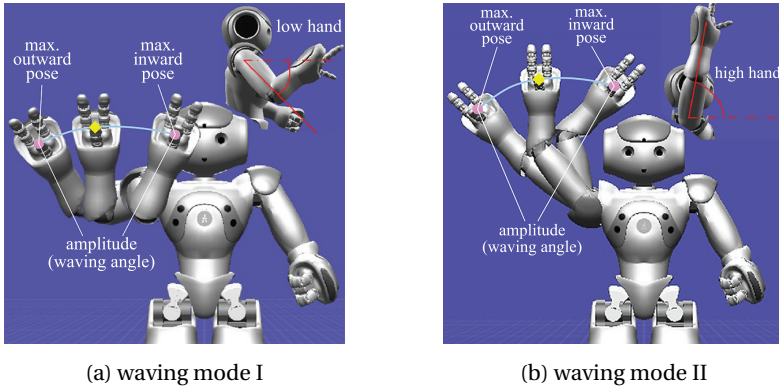 max.
outward
pose
max.
inward
pose
low hand
amplitude
(waving angle)
(a) waving mode I
max.
outward
pose
max.
inward
pose
high hand
amplitude
(waving angle)
(b) waving mode II